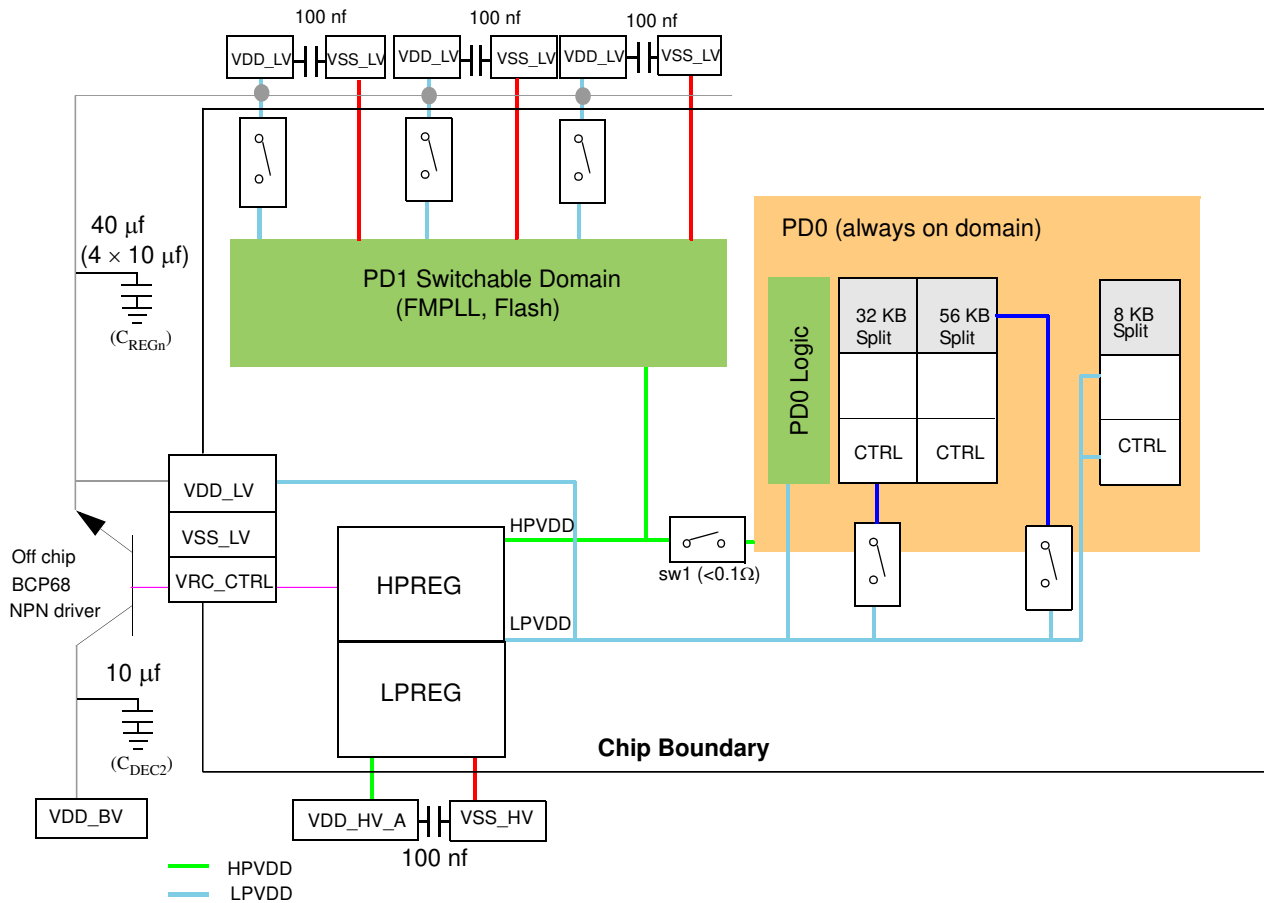 100 nf
100 nf
100 nf
VDD_LV
VSS_LV
VDD_LV
VSS_LV
VDD_LV
VSS_LV
40 μf
(4 × 10 μf)
(CREGn)
PD1 Switchable Domain
(FMPLL, Flash)
PD0 (always on domain)
PD0 Logic
32 KB
Split
56 KB
Split
8 KB
Split
CTRL
CTRL
CTRL
VDD_LV
VSS_LV
VRC_CTRL
Off chip
BCP68
NPN driver
HPREG
LPREG
HPVDD
sw1 (<0.1Ω)
LPVDD
10 μf
(CDEC2)
Chip Boundary
VDD_BV
VDD_HV_A
VSS_HV
100 nf
HPVDD
LPVDD